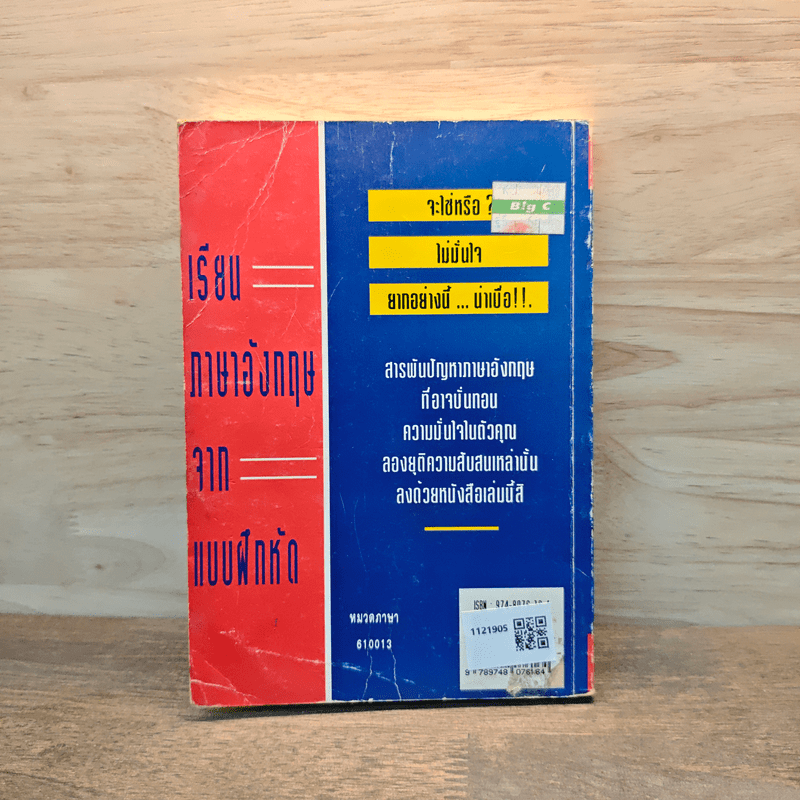 เรียน
ภาษาอังกฤษ
จาก
แบบฝึกหัด
จะใช่หรือ ?
B!g C
ไม่มั่นใจ
ยากอย่างนี้ ... น่าเบื่อ!!.
สารพันปัญหาภาษาอังกฤษ
ที่อาจบั่นทอน
ความมั่นใจในตัวคุณ
ลองยุติความสับสนเหล่านั้น
ลงด้วยหนังสือเล่มนี้สิ
หมวดภาษา
610013
ISBN :
1121905
9 789748 076164